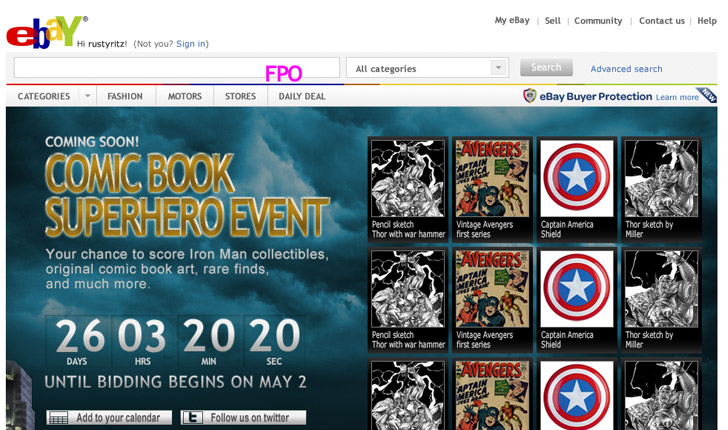 ebay®
Hi rustyritz! (Not you? Sign in)
My eBay | Sell | Community | Contact us | Help
FPO
All categories
Search
Advanced search
CATEGORIES
FASHION
MOTORS
STORES
DAILY DEAL
eBay Buyer Protection Learn more
NEW
COMING SOON!
COMIC BOOK
SUPERHERO EVENT
Your chance to score Iron Man collectibles,
original comic book art, rare finds,
and much more.
26 03 20 20
DAYS HRS MIN SEC
UNTIL BIDDING BEGINS ON MAY 2
Add to your calendar
Follow us on twitter
AVENGERS
CAPTAIN
AMERICA
Pencil sketch
Thor with war hammer
Vintage Avengers
first series
Captain America
Shield
Thor sketch by
Miller
AVENGERS
CAPTAIN
AMERICA
Pencil sketch
Thor with war hammer
Vintage Avengers
first series
Captain America
Shield
Thor sketch by
Miller
AVENGERS
CAPTAIN
AMERICA